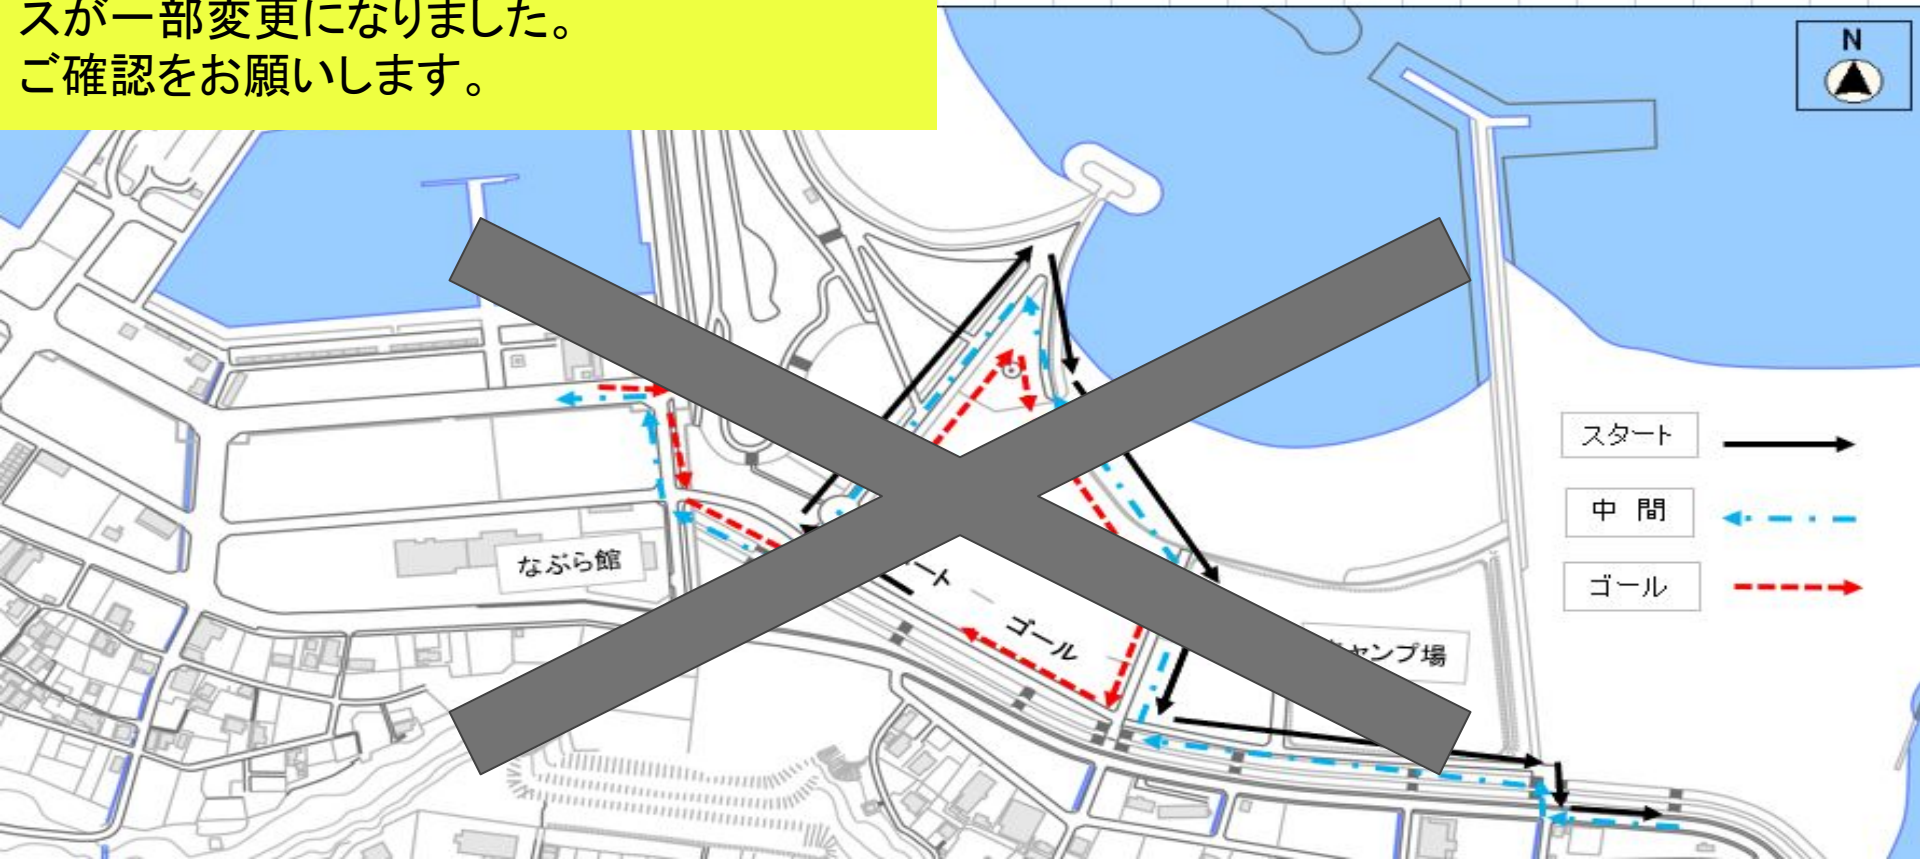 スが一部変更になりました。
ご確認をお願いします。
N
スタート
中 間
ゴール
なぶら館
ート
ゴール
ャンプ場